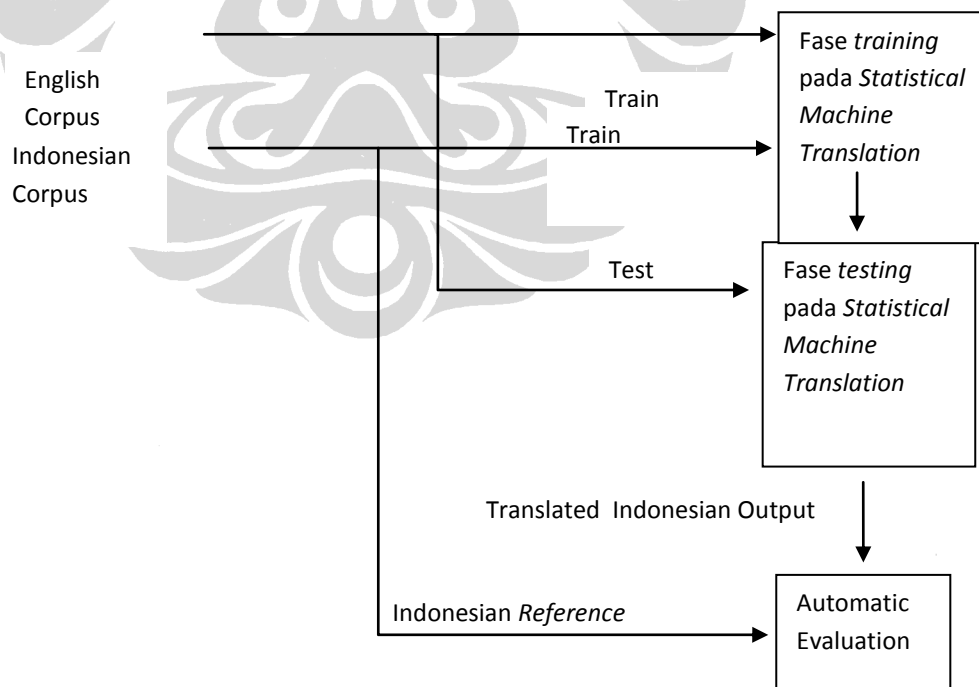 English
Corpus
Indonesian
Corpus
Train
Train
Fase training
pada Statistical
Machine
Translation
Test
Fase testing
pada Statistical
Machine
Translation
Translated Indonesian Output
Indonesian Reference
Automatic
Evaluation